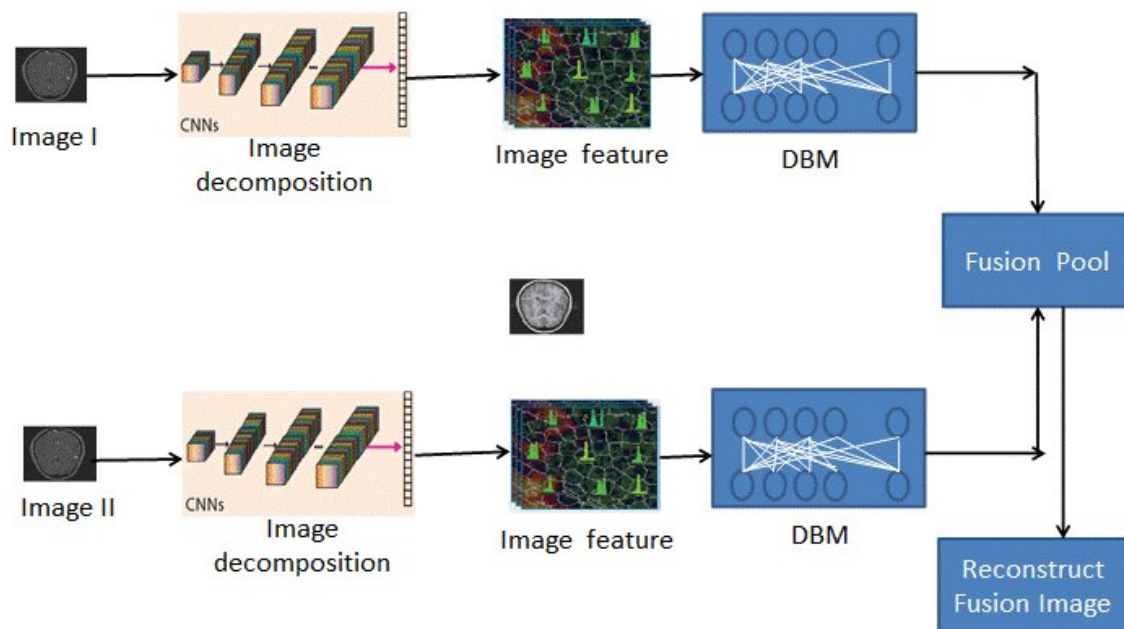 Image I
CNNs
Image
decomposition
Image feature
DBM
Fusion Pool
Image II
CNNs
Image
decomposition
Image feature
DBM
Reconstruct
Fusion Image